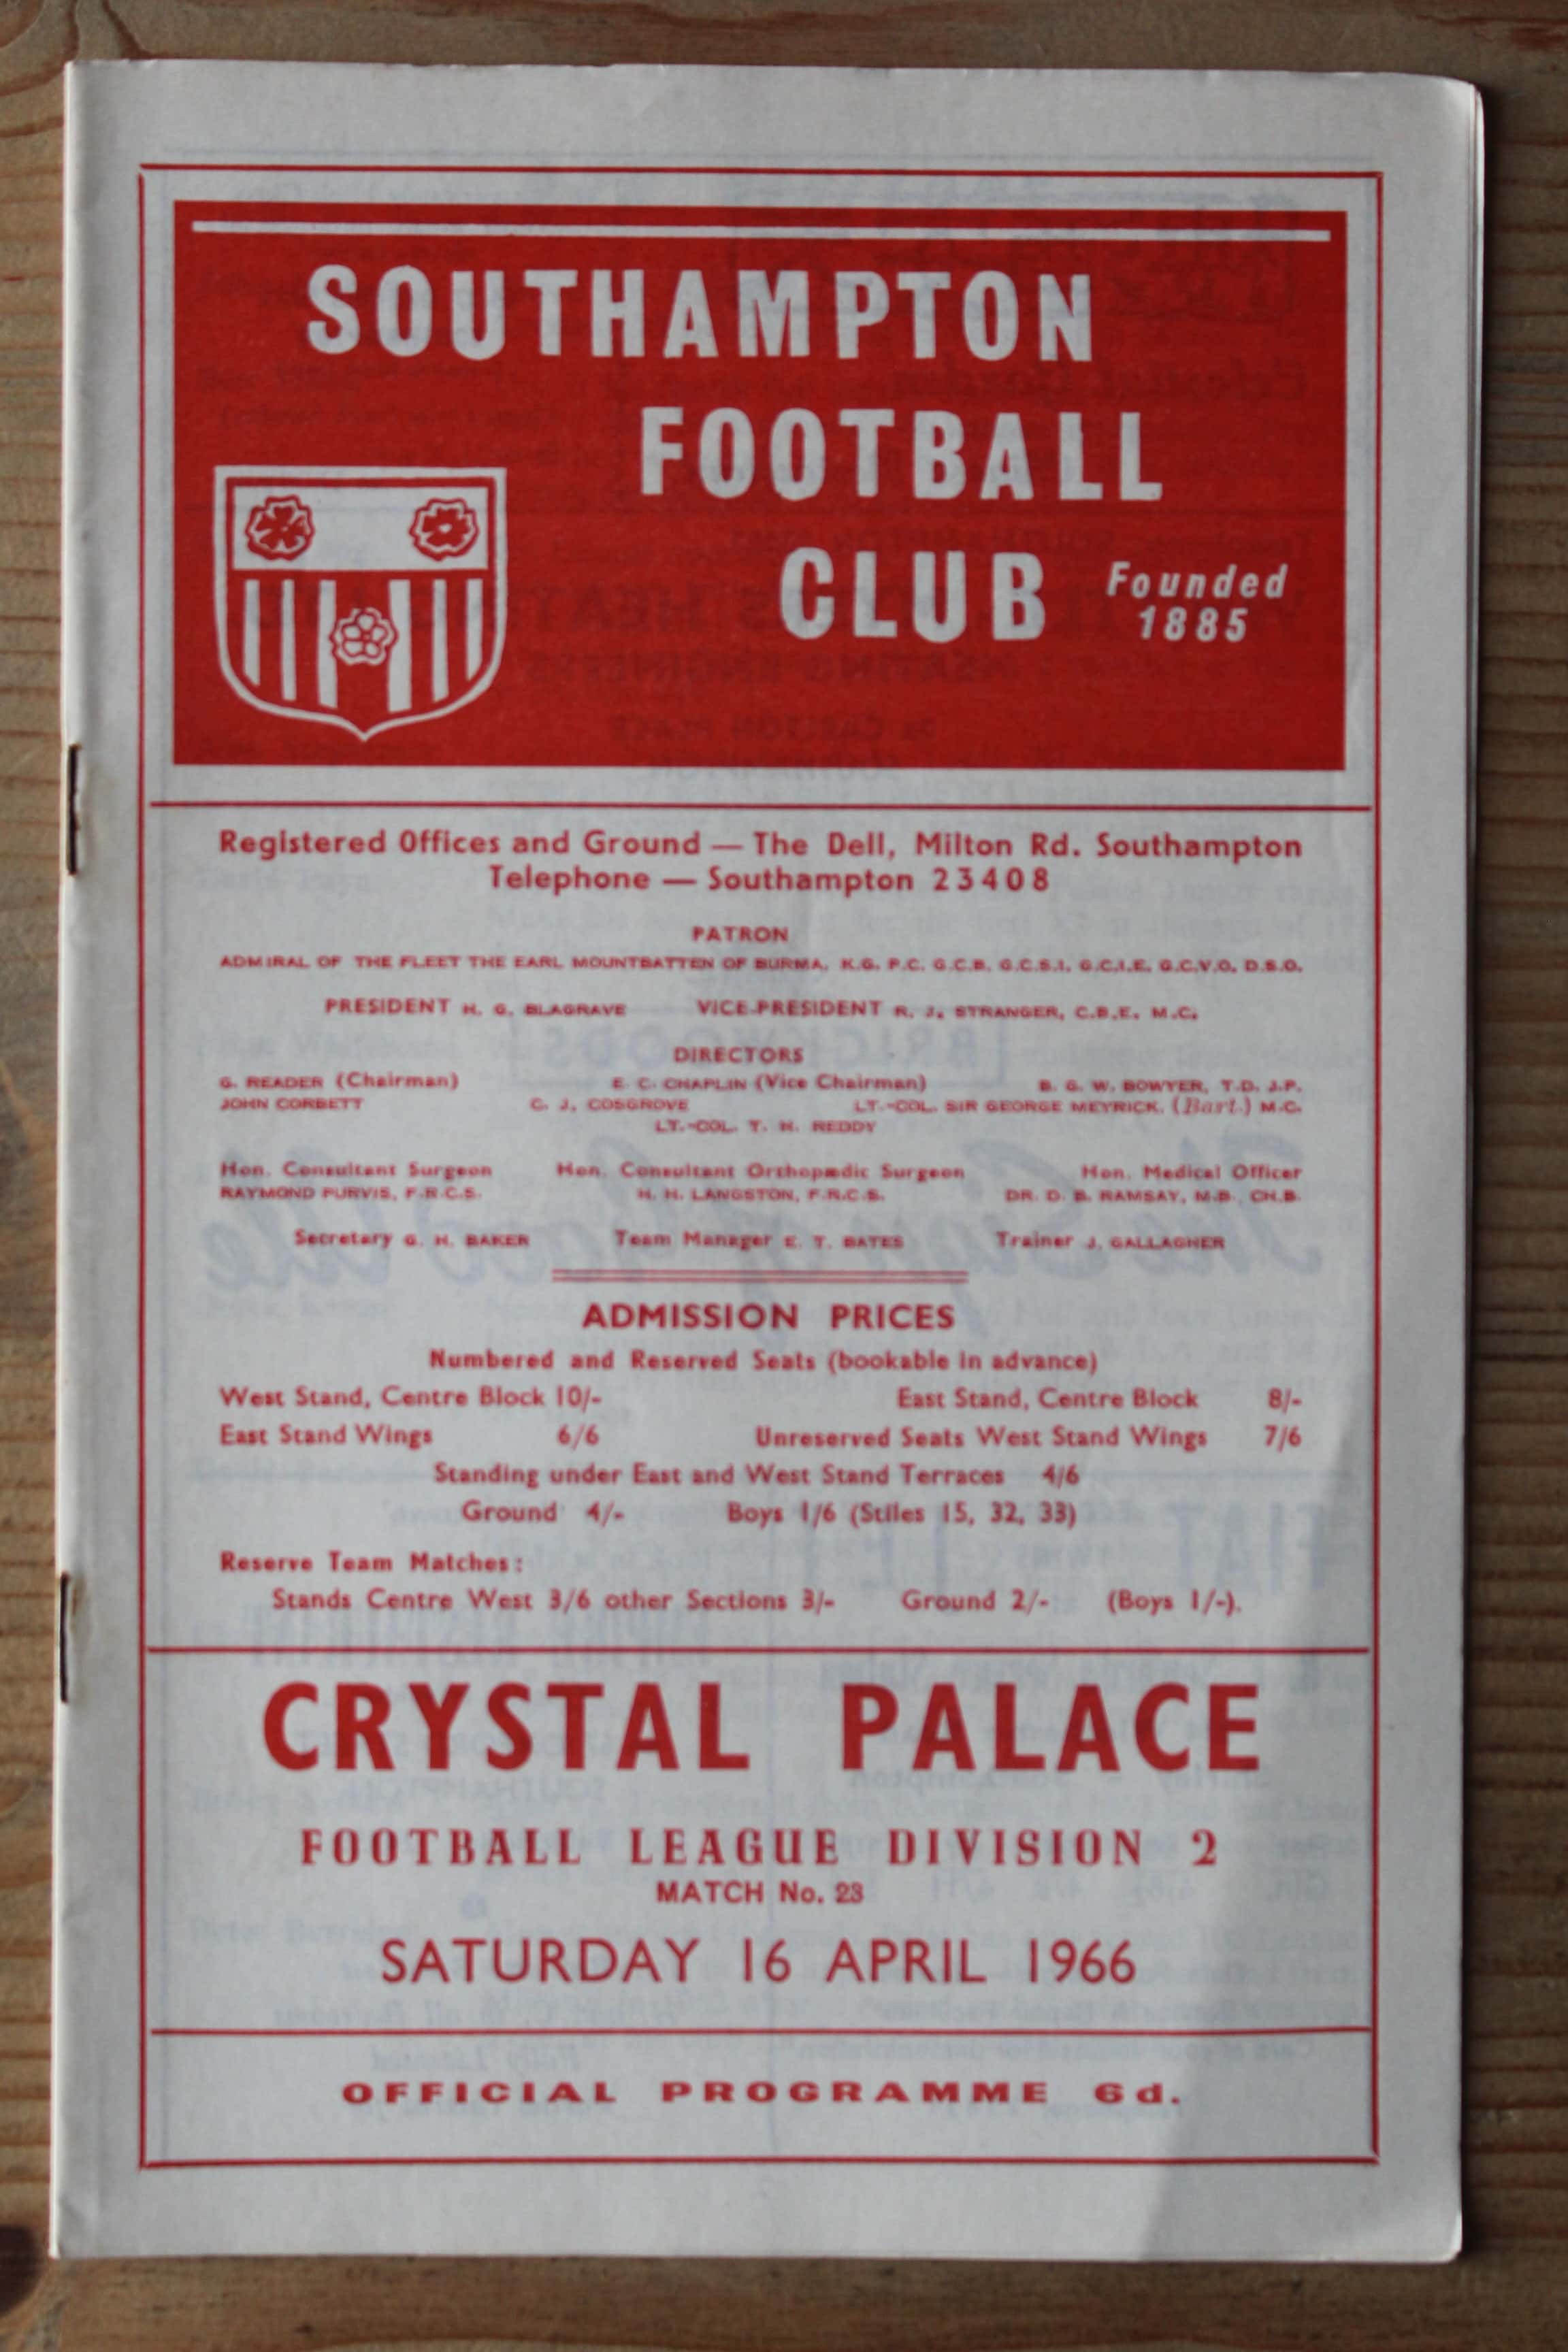 SOUTHAMPTON
FOOTBALL
CLUB Founded 1885
Registered Offices and Ground — The Dell, Milton Rd. Southampton
Telephone — Southampton 23408
PATRON
ADMIRAL OF THE FLEET THE EARL MOUNTBATTEN OF BURMA, K.G. P.C. G.C.B. G.C.S.I. G.C.I.E. G.C.V.O. D.S.O.
PRESIDENT H. G. BLAGRAVE VICE-PRESIDENT R. J. STRANGER, C.B.E. M.C.
DIRECTORS
G. READER (Chairman) E. C. CHAPLIN (Vice Chairman) B. G. W. BOWYER, T.D. J.P.
JOHN CORBETT C. J. COSGROVE LT.-COL. SIR GEORGE MEYRICK, (Bart.) M.C.
LT.-COL. T. H. REDDY
Hon. Consultant Surgeon Hon. Consultant Orthopædic Surgeon Hon. Medical Officer
RAYMOND PURVIS, F.R.C.S. H. H. LANGSTON, F.R.C.S. DR. D. B. RAMSAY, M.B., CH.B.
Secretary G. H. BAKER Team Manager E. T. BATES Trainer J. GALLAGHER
ADMISSION PRICES
Numbered and Reserved Seats (bookable in advance)
West Stand, Centre Block 10/- East Stand, Centre Block 8/-
East Stand Wings 6/6 Unreserved Seats West Stand Wings 7/6
Standing under East and West Stand Terraces 4/6
Ground 4/- Boys 1/6 (Stiles 15, 32, 33)
Reserve Team Matches:
Stands Centre West 3/6 other Sections 3/- Ground 2/- (Boys 1/-).
CRYSTAL PALACE
FOOTBALL LEAGUE DIVISION 2
MATCH No. 23
SATURDAY 16 APRIL 1966
OFFICIAL PROGRAMME 6d.